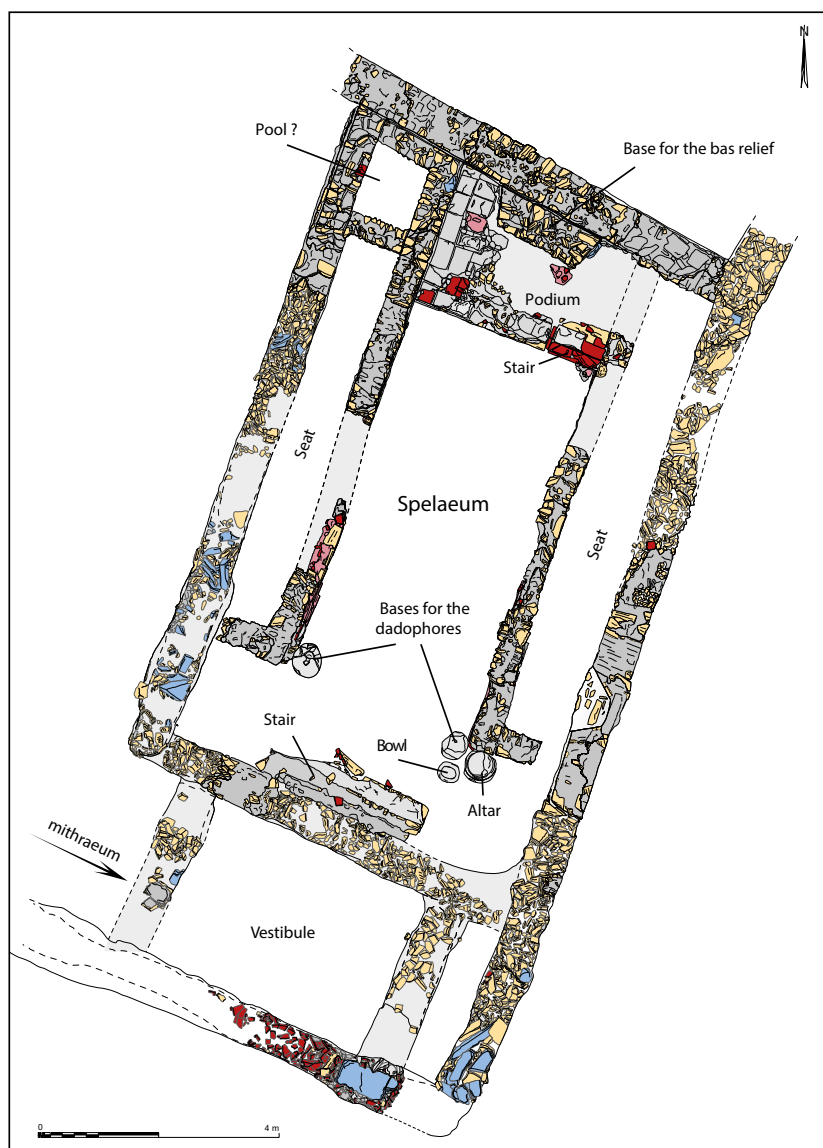 N
Pool ?
Base for the bas relief
Podium
Stair
Seat
Spelaeum
Seat
Bases for the
dadophores
Stair
Bowl
Altar
mithraeum
Vestibule
0
4 m